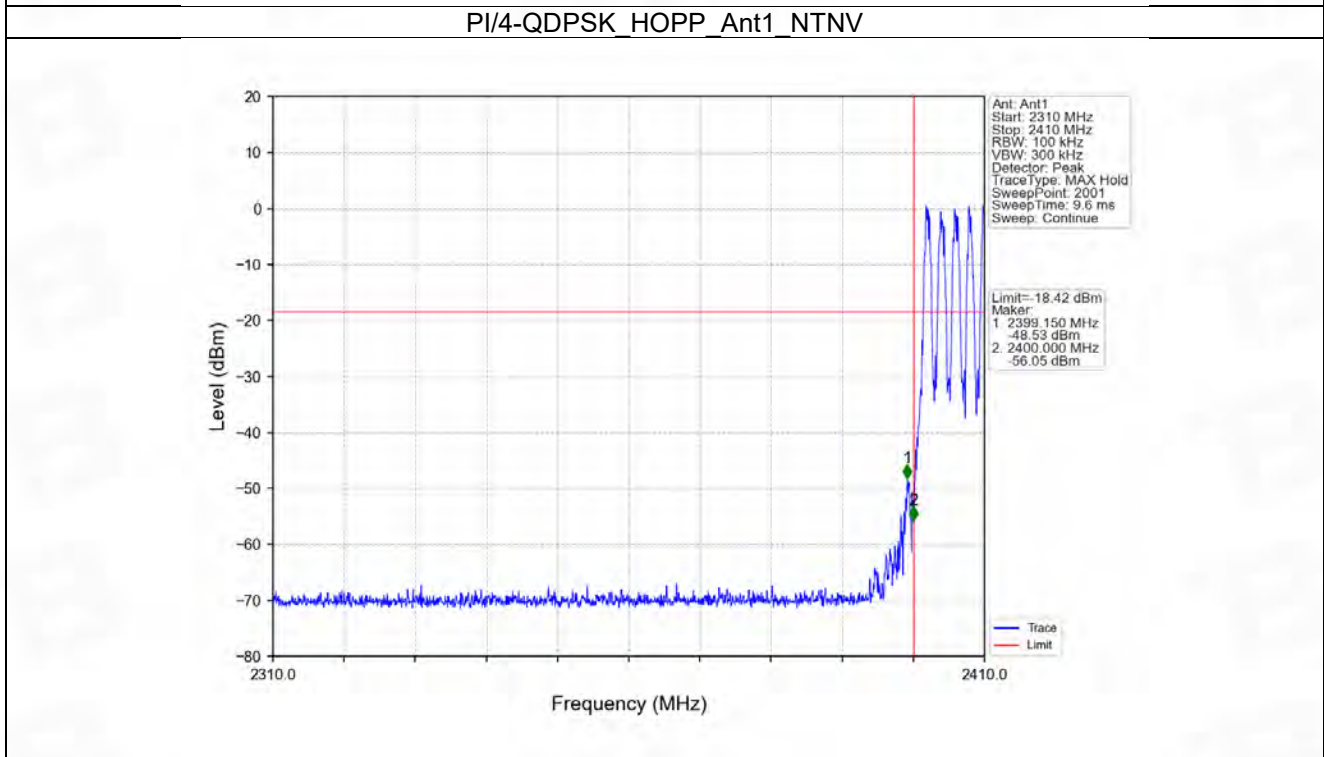 PI/4-QDPSK_HOPP_Ant1_NTNV
20
10
0
−10
−20
−30
−40
−50
−60
−70
−80
Level (dBm)
2310.0
2410.0
Frequency (MHz)
1
2
Ant: Ant1
Start: 2310 MHz
Stop: 2410 MHz
RBW: 100 kHz
VBW: 300 kHz
Detector: Peak
TraceType: MAX Hold
SweepPoint: 2001
SweepTime: 9.6 ms
Sweep: Continue
Limit=-18.42 dBm
Maker:
1. 2399.150 MHz
-48.53 dBm
2. 2400.000 MHz
-56.05 dBm
Trace
Limit